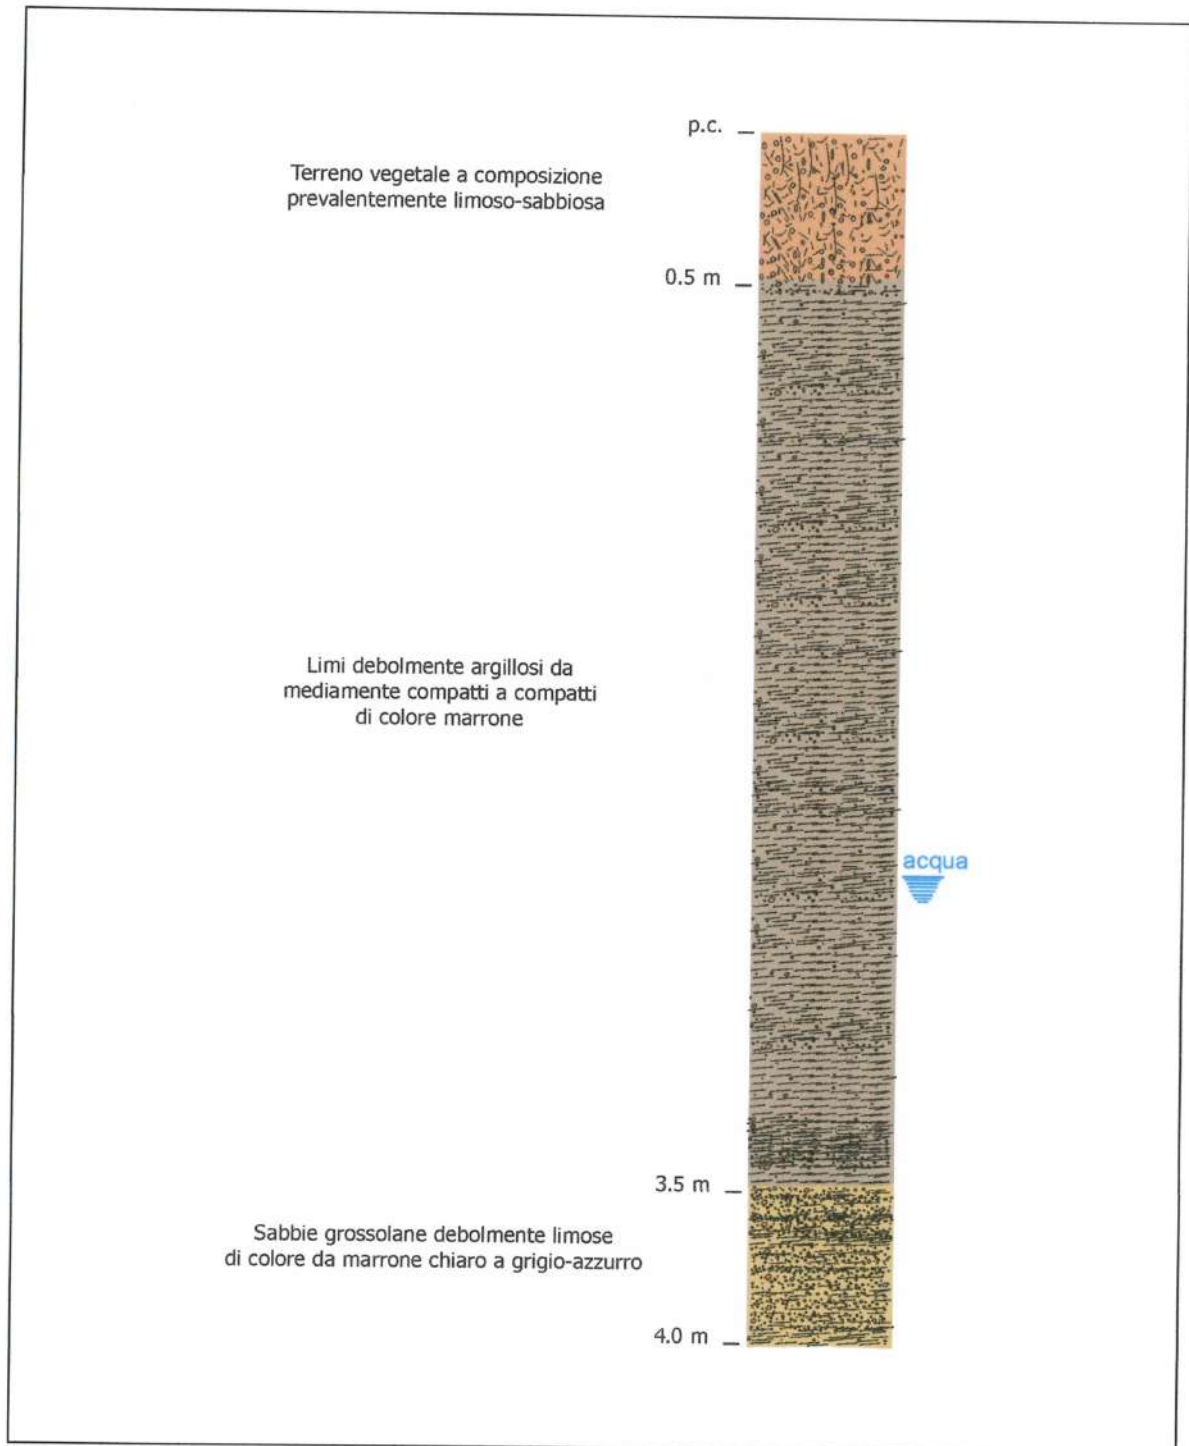 p.c.
Terreno vegetale a composizione
prevalentemente limoso-sabbiosa
0.5 m
Limi debolmente argillosi da
mediamente compatti a compatti
di colore marrone
acqua
3.5 m
Sabbie grossolane debolmente limose
di colore da marrone chiaro a grigio-azzurro
4.0 m